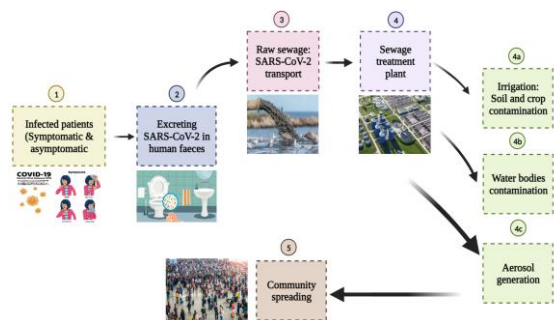 1
Infected patients
(Symptomatic &
asymptomatic
COVID-19
2
Excreting
SARS-CoV-2 in
human faeces
3
Raw sewage:
SARS-CoV-2
transport
4
Sewage
treatment
plant
4a
Irrigation:
Soil and crop
contamination
4b
Water bodies
contamination
4c
Aerosol
generation
5
Community
spreading